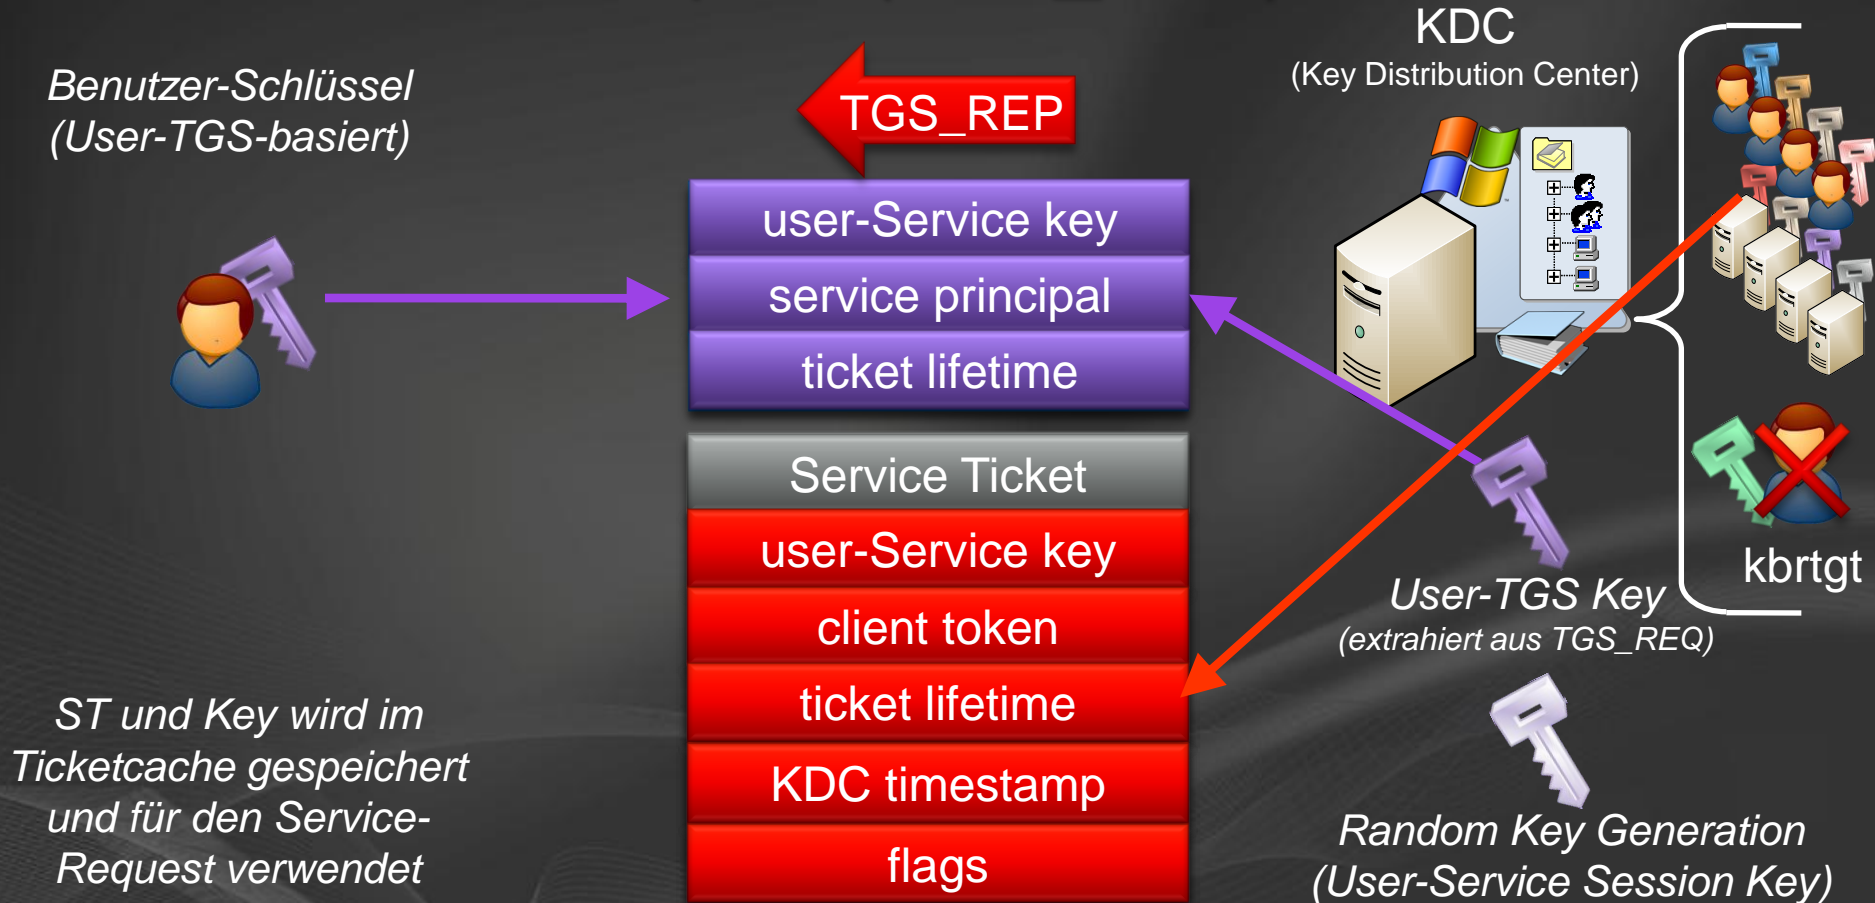 Benutzer-Schlüssel
(User-TGS-basiert)
TGS_REP
KDC
(Key Distribution Center)
user-Service key
service principal
ticket lifetime
Service Ticket
user-Service key
client token
ticket lifetime
KDC timestamp
flags
kbrtgt
User-TGS Key
(extrahiert aus TGS_REQ)
Random Key Generation
(User-Service Session Key)
ST und Key wird im
Ticketcache gespeichert
und für den Service-
Request verwendet